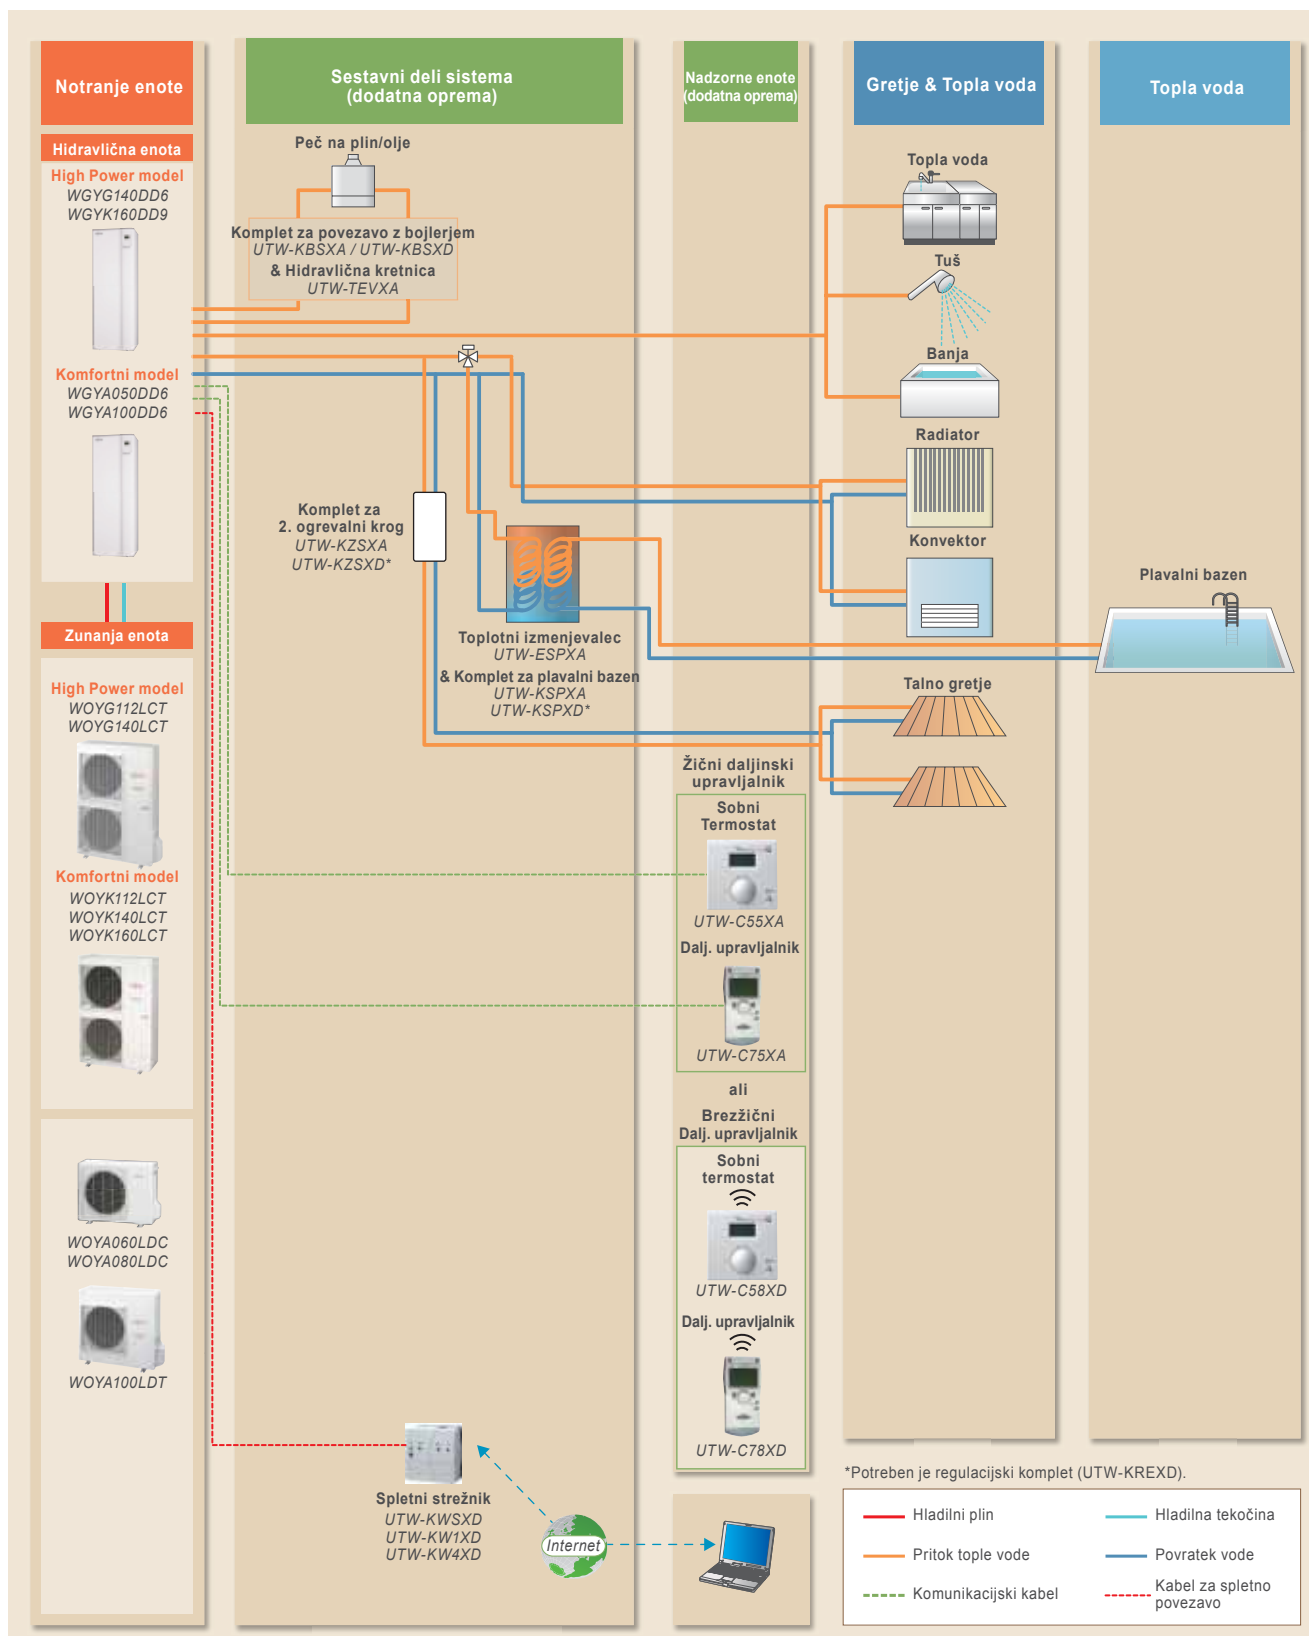 Notranje enote
Hidravlična enota
High Power model
WGYG140DD6
WGYK160DD9
Komfortni model
WGYA050DD6
WGYA100DD6
Zunanja enota
High Power model
WOYG112LCT
WOYG140LCT
Komfortni model
WOYK112LCT
WOYK140LCT
WOYK160LCT
WOYA060LDC
WOYA080LDC
WOYA100LDT
Sestavni deli sistema
(dodatna oprema)
Peč na plin/olje
Komplet za povezavo z bojlerjem
UTW-KBSXA / UTW-KBSXD
& Hidravlična kretnica
UTW-TEVXA
Komplet za
2. ogrevalni krog
UTW-KZSXA
UTW-KZSXD*
Toplotni izmenjevalec
UTW-ESPXA
& Komplet za plavalni bazen
UTW-KSPXA
UTW-KSPXD*
Spletni strežnik
UTW-KWSXD
UTW-KW1XD
UTW-KW4XD
Internet
Nadzorne enote
(dodatna oprema)
Žični daljinski
upravljalnik
Sobni
Termostat
UTW-C55XA
Dalj. upravljalnik
UTW-C75XA
ali
Brezžični
Dalj. upravljalnik
Sobni
termostat
UTW-C58XD
Dalj. upravljalnik
UTW-C78XD
Gretje & Topla voda
Topla voda
Tuš
Banja
Radiator
Konvektor
Talno gretje
Topla voda
Plavalni bazen
*Potreben je regulacijski komplet (UTW-KREXD).
Hladilni plin
Hladilna tekočina
Pritok tople vode
Povratek vode
Komunikacijski kabel
Kabel za spletno
povezavo